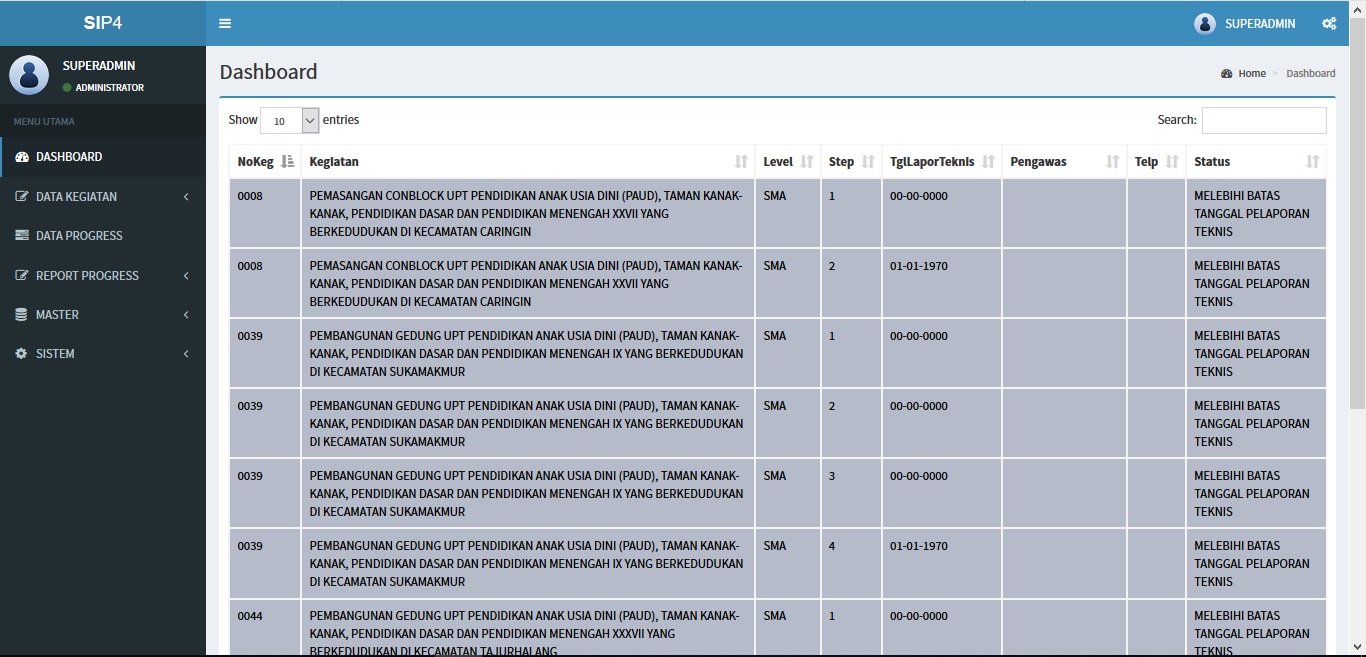 SIP4
SUPERADMIN
SUPERADMIN
ADMINISTRATOR
MENU UTAMA
DASHBOARD
DATA KEGIATAN
DATA PROGRESS
REPORT PROGRESS
MASTER
SISTEM
Dashboard
Home > Dashboard
Show 10 entries
Search:
NoKeg Kegiatan Level Step TglLaporTeknis Pengawas Telp Status
0008 PEMASANGAN CONBLOCK UPT PENDIDIKAN ANAK USIA DINI (PAUD), TAMAN KANAK- SMA 1 00-00-0000 MELEBIHI BATAS
KANAK, PENDIDIKAN DASAR DAN PENDIDIKAN MENENGAH XXVII YANG TANGGAL PELAPORAN
BERKEDUDUKAN DI KECAMATAN CARINGIN TEKNIS
0008 PEMASANGAN CONBLOCK UPT PENDIDIKAN ANAK USIA DINI (PAUD), TAMAN KANAK- SMA 2 01-01-1970 MELEBIHI BATAS
KANAK, PENDIDIKAN DASAR DAN PENDIDIKAN MENENGAH XXVII YANG TANGGAL PELAPORAN
BERKEDUDUKAN DI KECAMATAN CARINGIN TEKNIS
0039 PEMBANGUNAN GEDUNG UPT PENDIDIKAN ANAK USIA DINI (PAUD), TAMAN KANAK- SMA 1 00-00-0000 MELEBIHI BATAS
KANAK, PENDIDIKAN DASAR DAN PENDIDIKAN MENENGAH IX YANG BERKEDUDUKAN TANGGAL PELAPORAN
DI KECAMATAN SUKAMAKMUR TEKNIS
0039 PEMBANGUNAN GEDUNG UPT PENDIDIKAN ANAK USIA DINI (PAUD), TAMAN KANAK- SMA 2 00-00-0000 MELEBIHI BATAS
KANAK, PENDIDIKAN DASAR DAN PENDIDIKAN MENENGAH IX YANG BERKEDUDUKAN TANGGAL PELAPORAN
DI KECAMATAN SUKAMAKMUR TEKNIS
0039 PEMBANGUNAN GEDUNG UPT PENDIDIKAN ANAK USIA DINI (PAUD), TAMAN KANAK- SMA 3 00-00-0000 MELEBIHI BATAS
KANAK, PENDIDIKAN DASAR DAN PENDIDIKAN MENENGAH IX YANG BERKEDUDUKAN TANGGAL PELAPORAN
DI KECAMATAN SUKAMAKMUR TEKNIS
0039 PEMBANGUNAN GEDUNG UPT PENDIDIKAN ANAK USIA DINI (PAUD), TAMAN KANAK- SMA 4 01-01-1970 MELEBIHI BATAS
KANAK, PENDIDIKAN DASAR DAN PENDIDIKAN MENENGAH IX YANG BERKEDUDUKAN TANGGAL PELAPORAN
DI KECAMATAN SUKAMAKMUR TEKNIS
0044 PEMBANGUNAN GEDUNG UPT PENDIDIKAN ANAK USIA DINI (PAUD), TAMAN KANAK- SMA 1 00-00-0000 MELEBIHI BATAS
KANAK, PENDIDIKAN DASAR DAN PENDIDIKAN MENENGAH XXXVII YANG TANGGAL PELAPORAN
BERKEDUDUKAN DI KECAMATAN TAJURHALANG TEKNIS